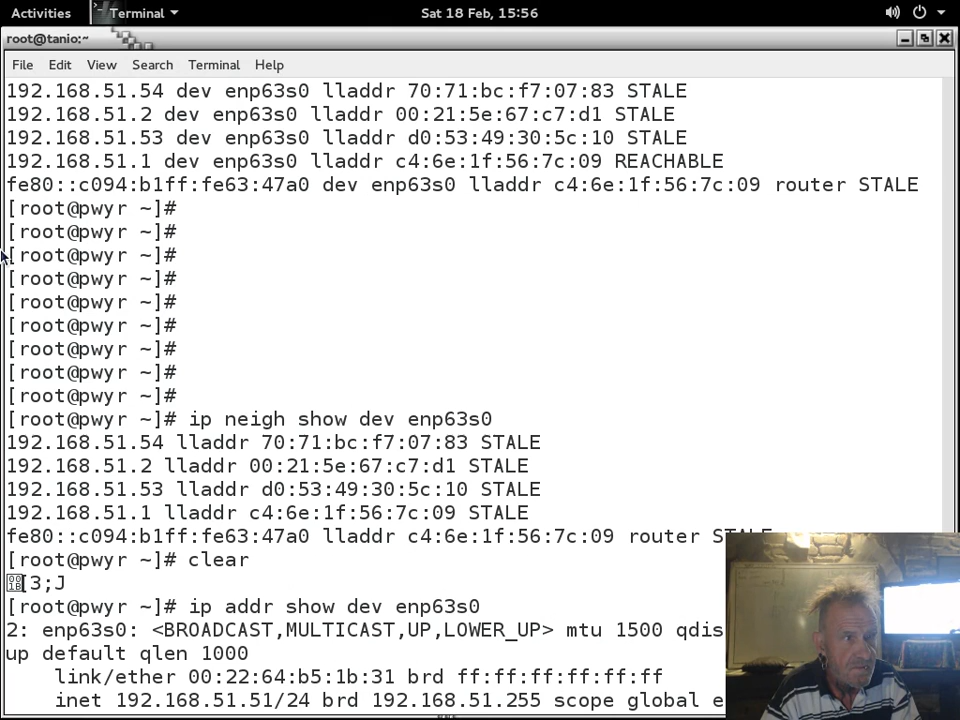 Activities Terminal Sat 18 Feb, 15:56
root@tanio:~
File Edit View Search Terminal Help
192.168.51.54 dev enp63s0 lladdr 70:71:bc:f7:07:83 STALE
192.168.51.2 dev enp63s0 lladdr 00:21:5e:67:c7:d1 STALE
192.168.51.53 dev enp63s0 lladdr d0:53:49:30:5c:10 STALE
192.168.51.1 dev enp63s0 lladdr c4:6e:1f:56:7c:09 REACHABLE
fe80::c094:b1ff:fe63:47a0 dev enp63s0 lladdr c4:6e:1f:56:7c:09 router STALE
[root@pwyr ~]#
[root@pwyr ~]#
[root@pwyr ~]#
[root@pwyr ~]#
[root@pwyr ~]#
[root@pwyr ~]#
[root@pwyr ~]#
[root@pwyr ~]#
[root@pwyr ~]#
[root@pwyr ~]# ip neigh show dev enp63s0
192.168.51.54 lladdr 70:71:bc:f7:07:83 STALE
192.168.51.2 lladdr 00:21:5e:67:c7:d1 STALE
192.168.51.53 lladdr d0:53:49:30:5c:10 STALE
192.168.51.1 lladdr c4:6e:1f:56:7c:09 STALE
fe80::c094:b1ff:fe63:47a0 lladdr c4:6e:1f:56:7c:09 router STALE
[root@pwyr ~]# clear
[3;J
[root@pwyr ~]# ip addr show dev enp63s0
2: enp63s0: <BROADCAST,MULTICAST,UP,LOWER_UP> mtu 1500 qdis
up default qlen 1000
link/ether 00:22:64:b5:1b:31 brd ff:ff:ff:ff:ff:ff
inet 192.168.51.51/24 brd 192.168.51.255 scope global e